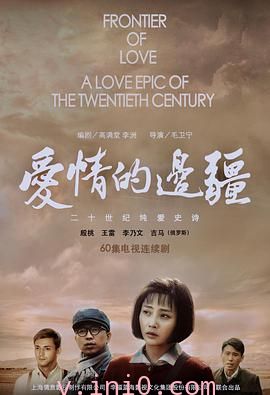 FRONTIER
OF
LOVE
A LOVE EPIC OF
THE TWENTIETH CENTURY
编剧／高满堂 李洲 导演／毛卫宁
愛情的邊疆
二十世纪纯爱史诗
殷桃 王雷 李乃文 吉马(俄罗斯)
60集电视连续剧